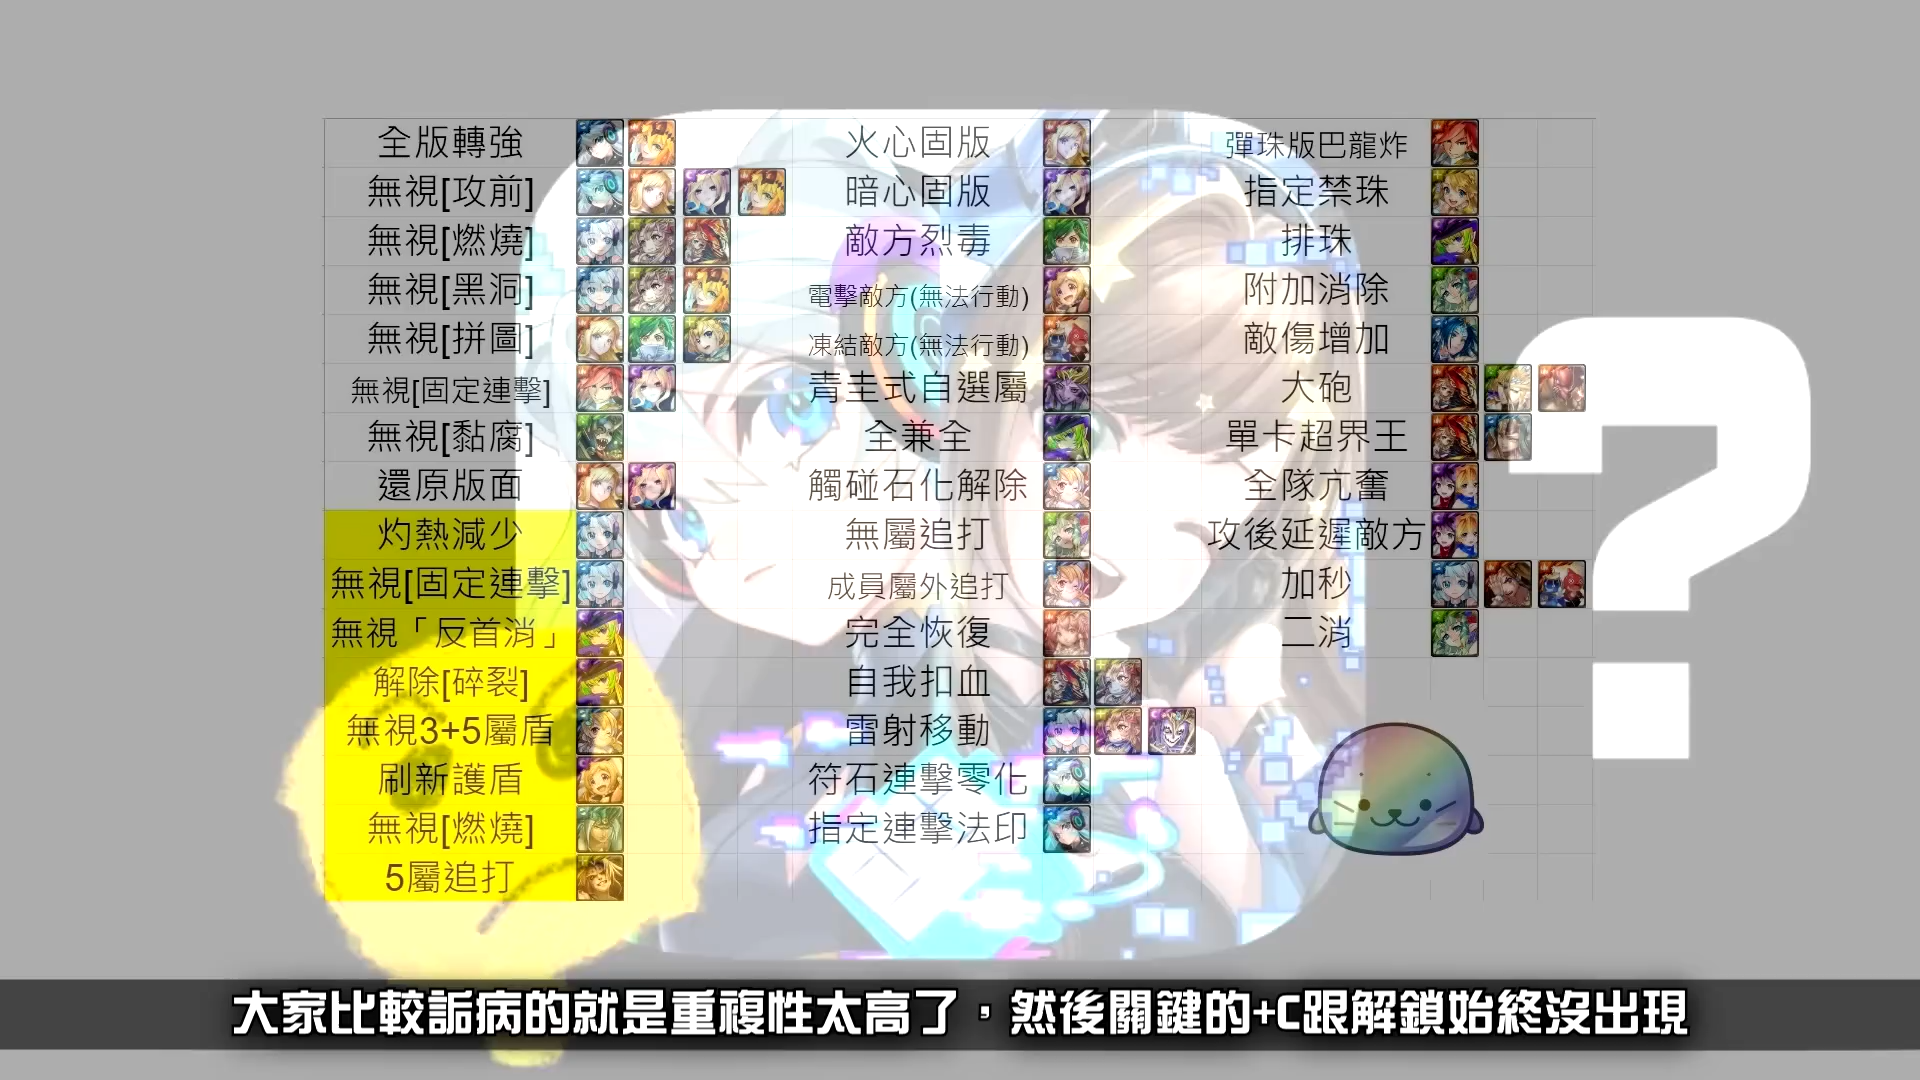 全版轉強
無視[攻前]
無視[燃燒]
無視[黑洞]
無視[拼圖]
無視[固定連擊]
無視[黏腐]
還原版面
灼熱減少
無視[固定連擊]
無視「反首消」
解除[碎裂]
無視3+5屬盾
刷新護盾
無視[燃燒]
5屬追打
火心固版
暗心固版
敵方烈毒
電擊敵方(無法行動)
凍結敵方(無法行動)
青圭式自選屬
全兼全
觸碰石化解除
無屬追打
成員屬外追打
完全恢復
自我扣血
雷射移動
符石連擊零化
指定連擊法印
彈珠版巴龍炸
指定禁珠
排珠
附加消除
敵傷增加
大砲
單卡超界王
全隊亢奮
攻後延遲敵方
加秒
二消
?
大家比較詬病的就是重複性太高了，然後關鍵的+C跟解鎖始終沒出現